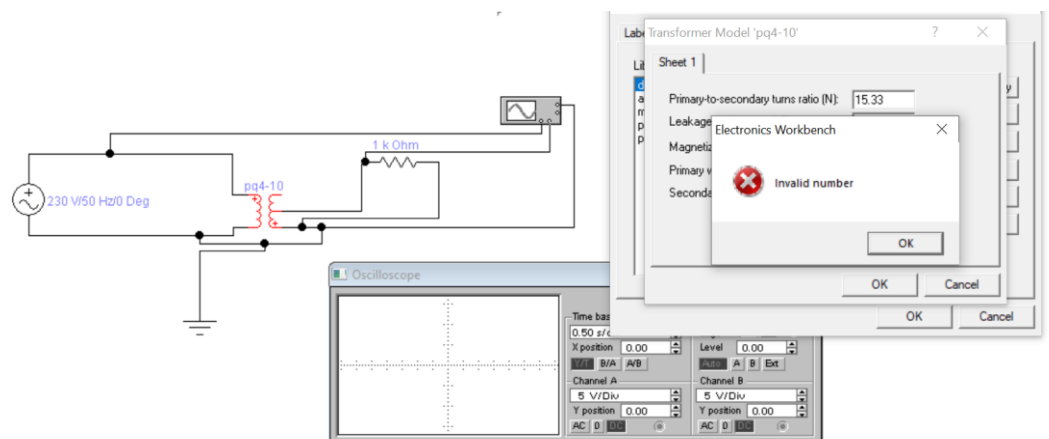 1 k Ohm
pq4-10
230 V/50 Hz/0 Deg
Transformer Model 'pq4-10'
?
Sheet 1
Primary-to-secondary turns ratio (N): 15.33
Leakage
Magnetiz
Primary v
Seconda
Electronics Workbench
Invalid number
OK
OK Cancel
OK Cancel
Oscilloscope
Time bas
0.50 s/
X position 0.00
Y/T B/A A/B
Level 0.00
Auto A B Ext
Channel A
5 V/Div
Y position 0.00
AC 0 DC
Channel B
5 V/Div
Y position 0.00
AC 0 DC